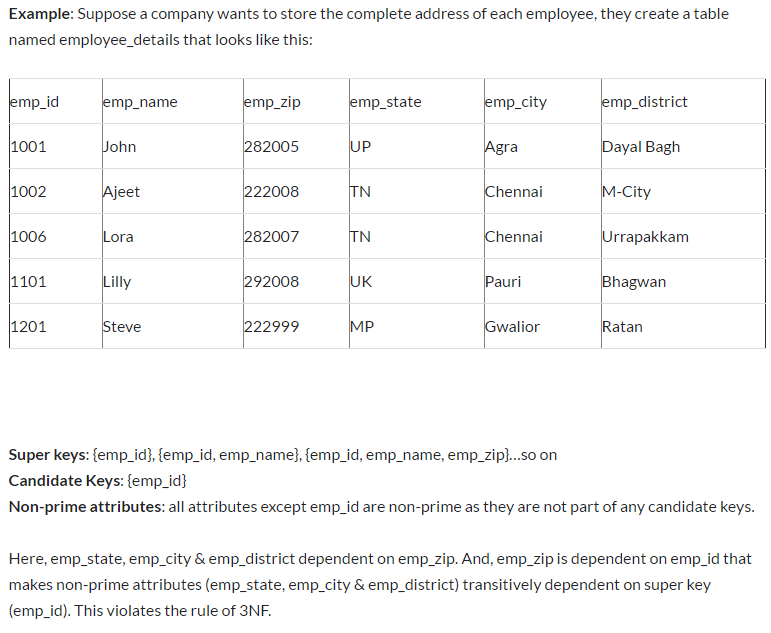 Example: Suppose a company wants to store the complete address of each employee, they create a table
named employee_details that looks like this:
emp_id emp_name emp_zip emp_state emp_city emp_district
1001 John 282005 UP Agra Dayal Bagh
1002 Ajeet 222008 TN Chennai M-City
1006 Lora 282007 TN Chennai Urrapakkam
1101 Lilly 292008 UK Pauri Bhagwan
1201 Steve 222999 MP Gwalior Ratan
Super keys: {emp_id}, {emp_id, emp_name}, {emp_id, emp_name, emp_zip}…so on
Candidate Keys: {emp_id}
Non-prime attributes: all attributes except emp_id are non-prime as they are not part of any candidate keys.
Here, emp_state, emp_city & emp_district dependent on emp_zip. And, emp_zip is dependent on emp_id that
makes non-prime attributes (emp_state, emp_city & emp_district) transitively dependent on super key
(emp_id). This violates the rule of 3NF.